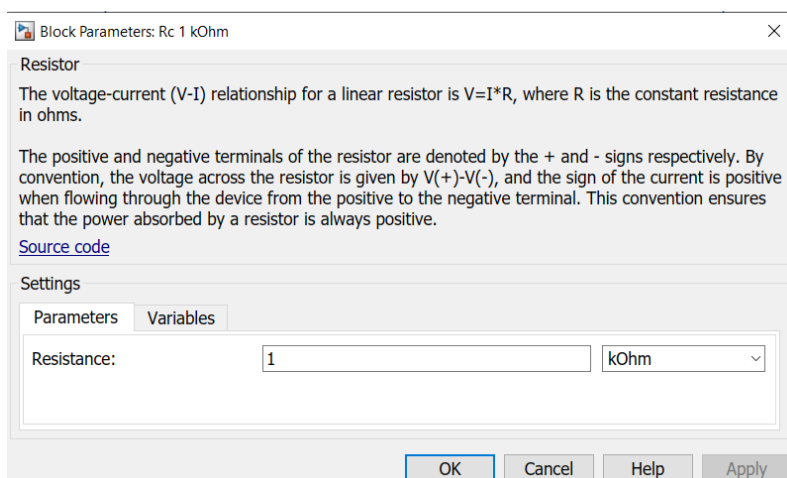 Block Parameters: Rc 1 kOhm
Resistor
The voltage-current (V-I) relationship for a linear resistor is V=I*R, where R is the constant resistance
in ohms.
The positive and negative terminals of the resistor are denoted by the + and - signs respectively. By
convention, the voltage across the resistor is given by V(+)-V(-), and the sign of the current is positive
when flowing through the device from the positive to the negative terminal. This convention ensures
that the power absorbed by a resistor is always positive.
Source code
Settings
Parameters Variables
Resistance: 1 kOhm
OK Cancel Help Apply